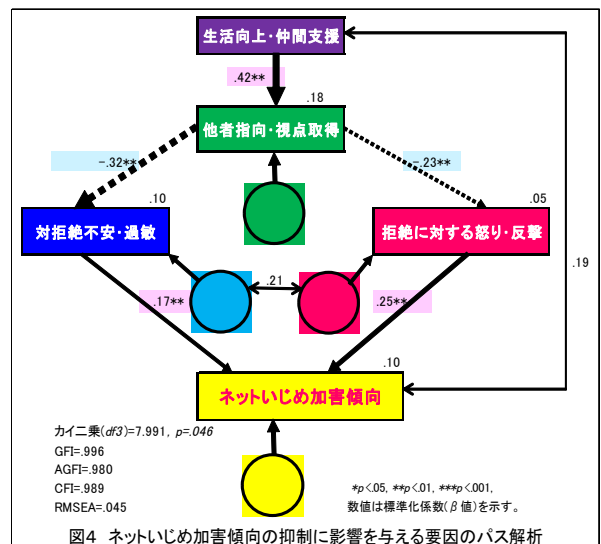 生活向上・仲間支援
.42**
.18
他者指向・視点取得
-.32**
-.23**
.10
.05
対拒絶不安・過敏
拒絶に対する怒り・反撃
.21
.19
.17**
.25**
.10
ネットいじめ加害傾向
カイ二乗(df3)=7.991, p=.046
GFI=.996
AGFI=.980
CFI=.989
RMSEA=.045
*p<.05, **p<.01, ***p<.001,
数値は標準化係数(β値)を示す。
図4 ネットいじめ加害傾向の抑制に影響を与える要因のパス解析